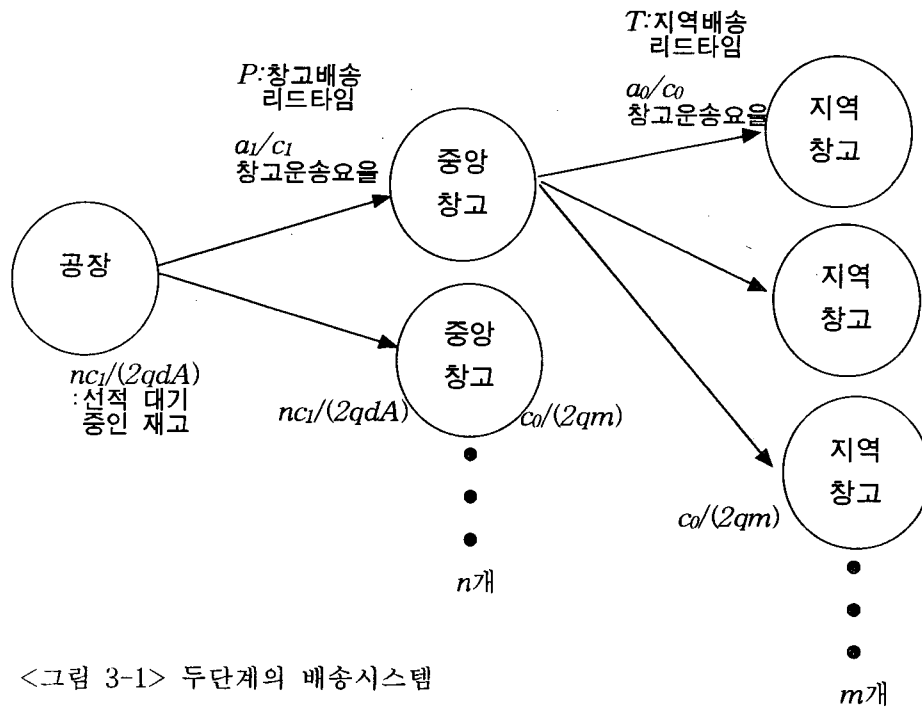 T:지역배송
리드타임
a₀/c₀
창고운송요율
P:창고배송
리드타임
a₁/c₁
창고운송요율
공장
nc₁/(2qdA)
:선적 대기
중인 재고
중앙
창고
중앙
창고
nc₁/(2qdA)
c₀/(2qm)
n개
지역
창고
지역
창고
지역
창고
c₀/(2qm)
m개
<그림 3-1> 두단계의 배송시스템